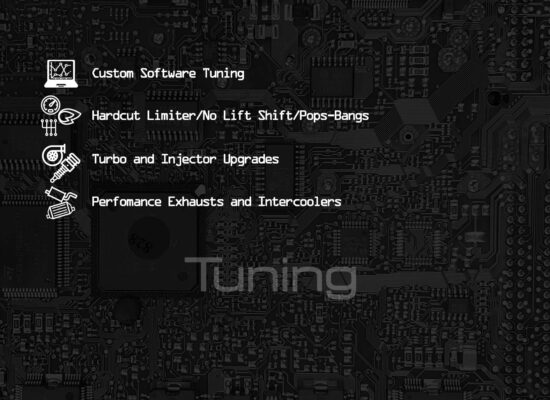 Custom Software Tuning
Hardcut Limiter/No Lift Shift/Pops-Bangs
Turbo and Injector Upgrades
Perfomance Exhausts and Intercoolers
Tuning